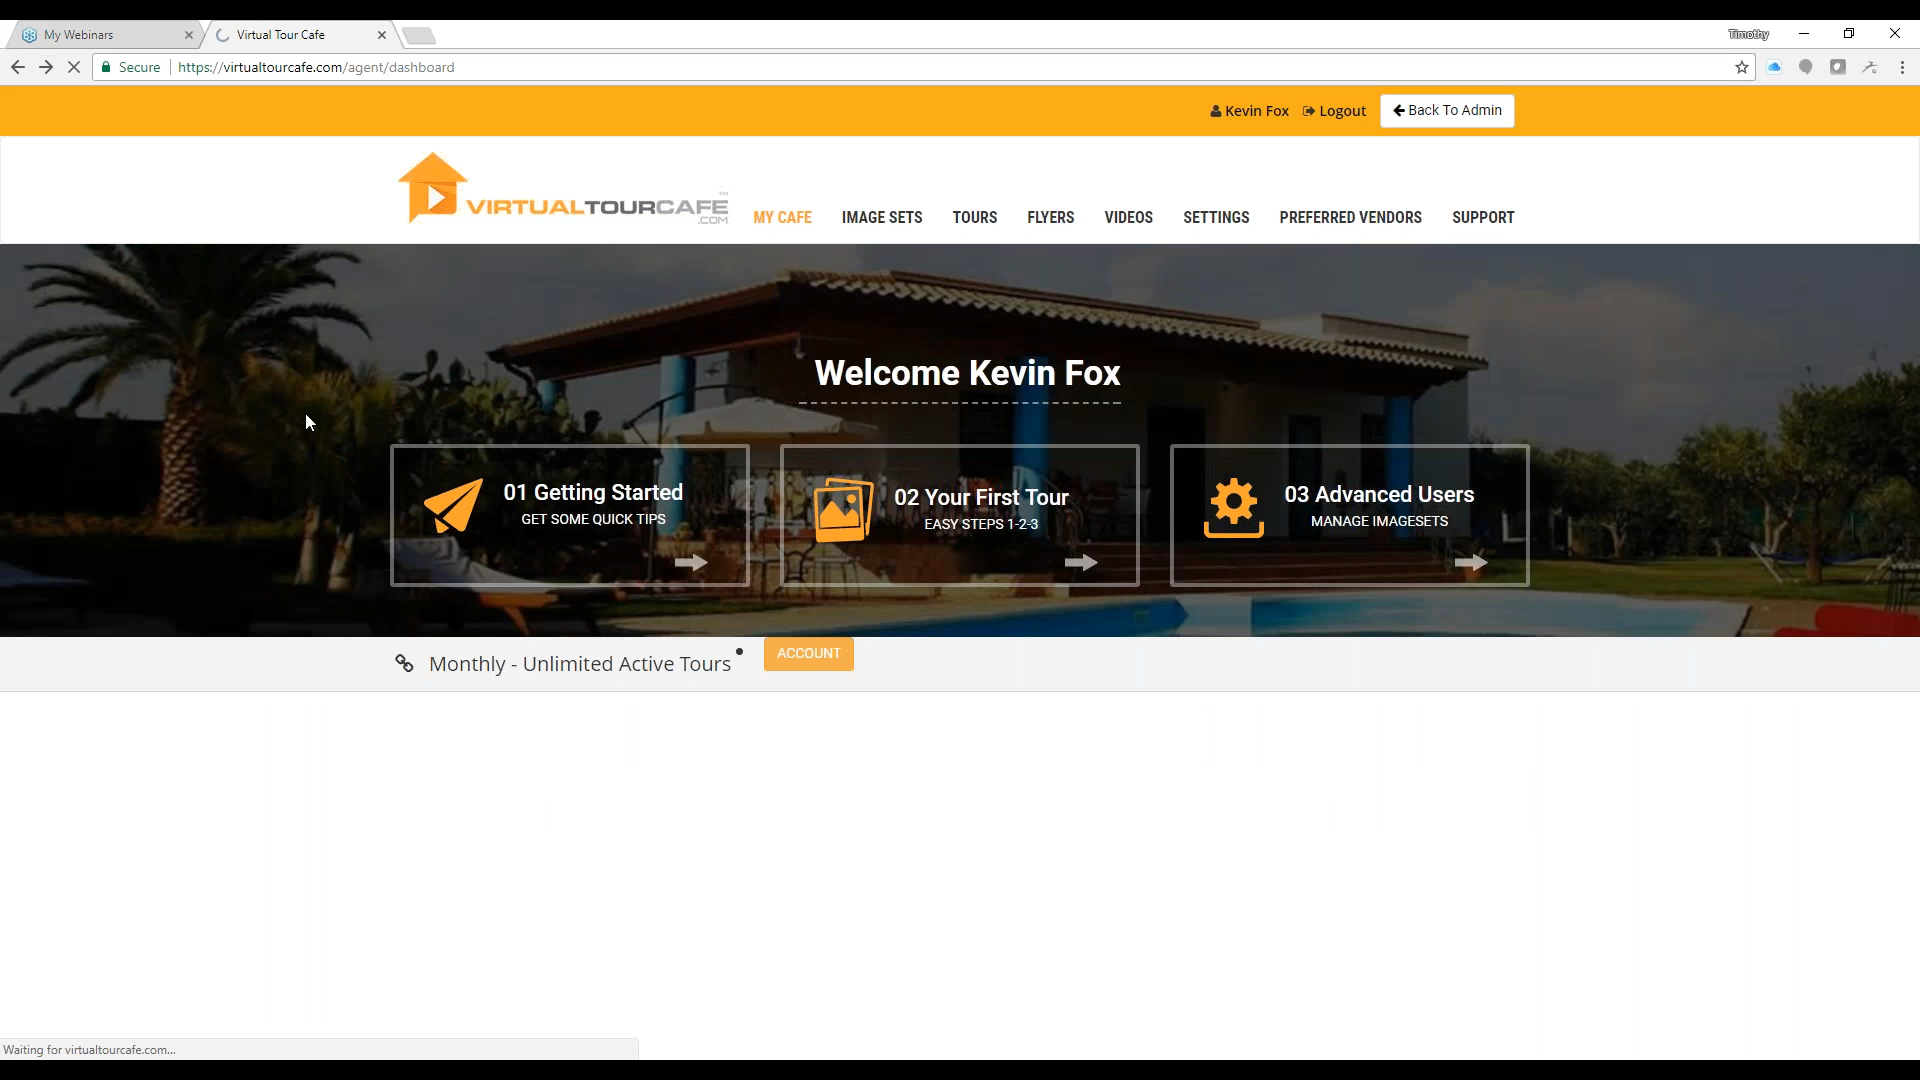 My Webinars
Virtual Tour Cafe
Timothy
Secure
https://virtualtourcafe.com/agent/dashboard
Kevin Fox
Logout
Back To Admin
VIRTUALTOURCAFE™
.COM
MY CAFE
IMAGE SETS
TOURS
FLYERS
VIDEOS
SETTINGS
PREFERRED VENDORS
SUPPORT
Welcome Kevin Fox
01 Getting Started
GET SOME QUICK TIPS
02 Your First Tour
EASY STEPS 1-2-3
03 Advanced Users
MANAGE IMAGESETS
Monthly - Unlimited Active Tours
ACCOUNT
Waiting for virtualtourcafe.com...